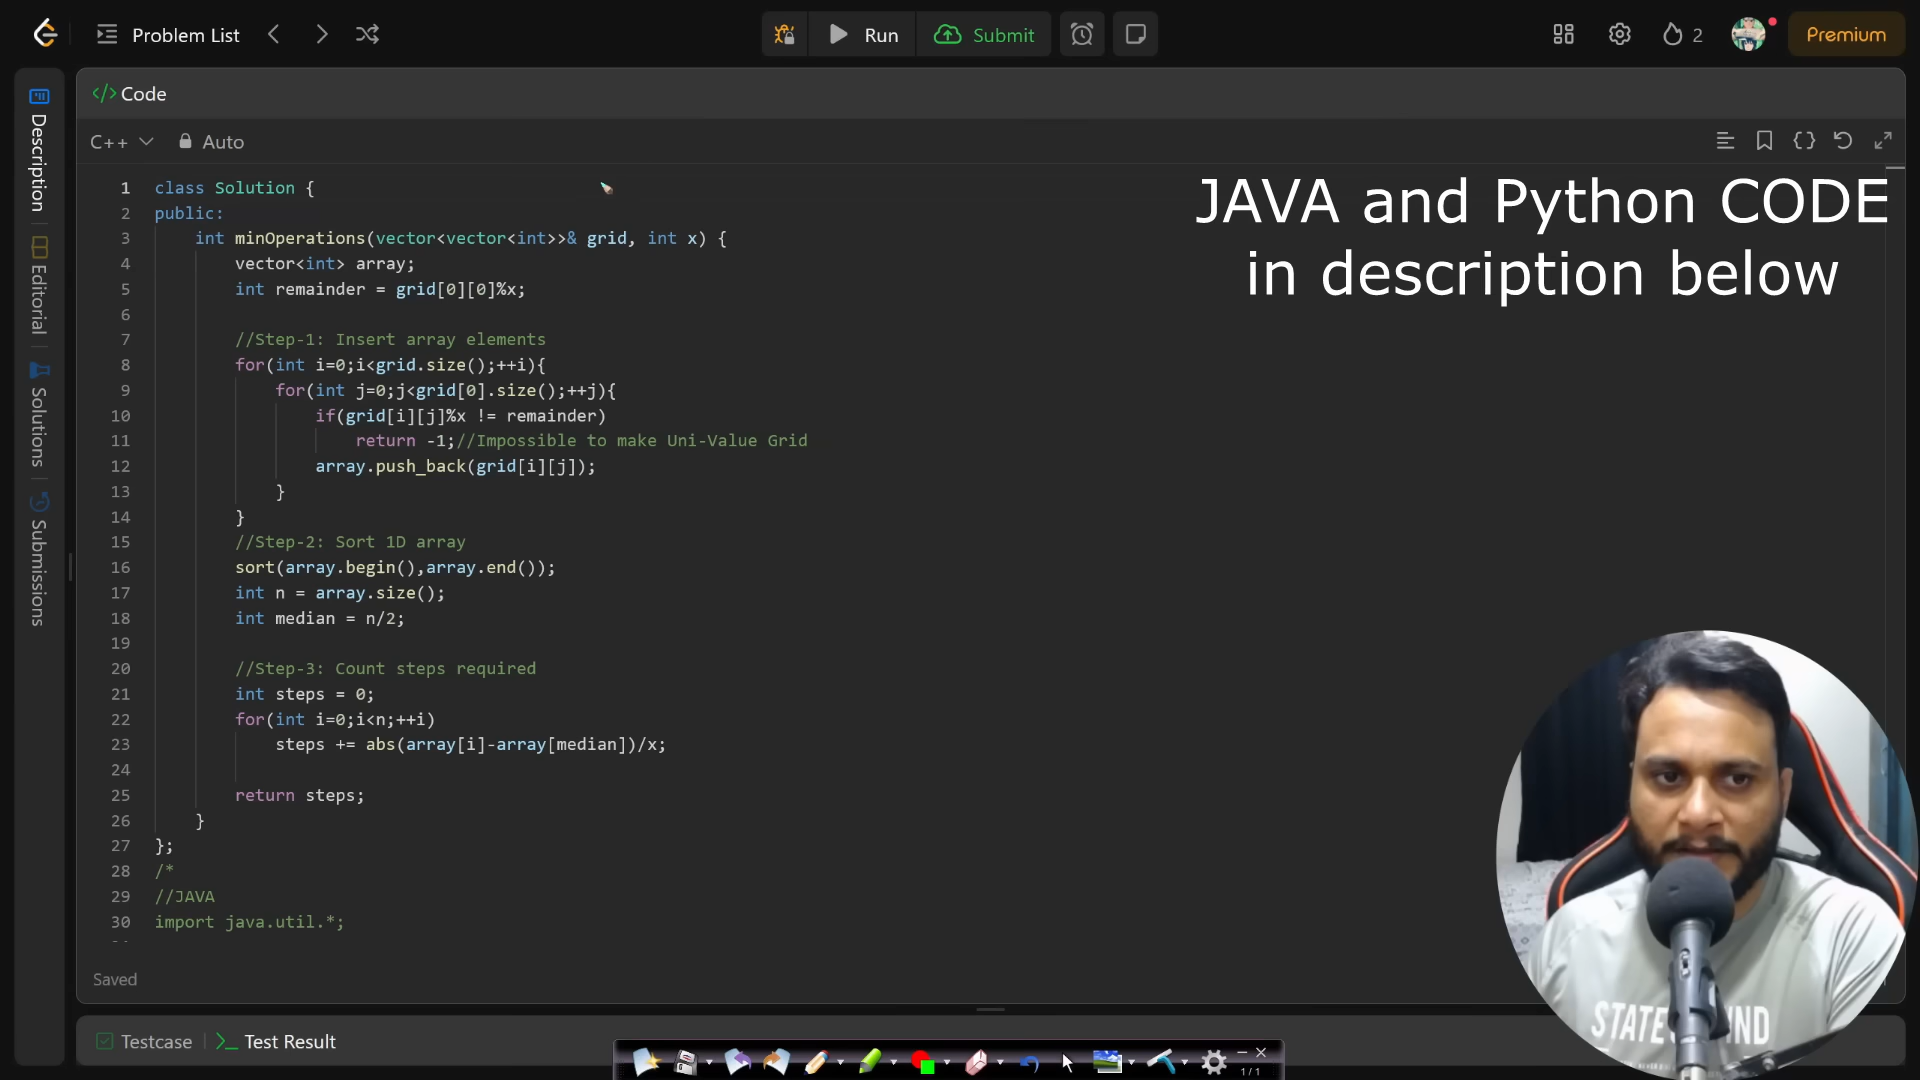 Problem List
Run
Submit
2
Premium
Description
Editorial
Solutions
Submissions
</> Code
C++
Auto
JAVA and Python CODE
in description below
1 class Solution {
2 public:
3 int minOperations(vector<vector<int>>& grid, int x) {
4 vector<int> array;
5 int remainder = grid[0][0]%x;
6
7 //Step-1: Insert array elements
8 for(int i=0;i<grid.size();++i){
9 for(int j=0;j<grid[0].size();++j){
10 if(grid[i][j]%x != remainder)
11 return -1;//Impossible to make Uni-Value Grid
12 array.push_back(grid[i][j]);
13 }
14 }
15 //Step-2: Sort 1D array
16 sort(array.begin(),array.end());
17 int n = array.size();
18 int median = n/2;
19
20 //Step-3: Count steps required
21 int steps = 0;
22 for(int i=0;i<n;++i)
23 steps += abs(array[i]-array[median])/x;
24
25 return steps;
26 }
27 };
28 /*
29 //JAVA
30 import java.util.*;
Saved
Testcase
Test Result
1/1